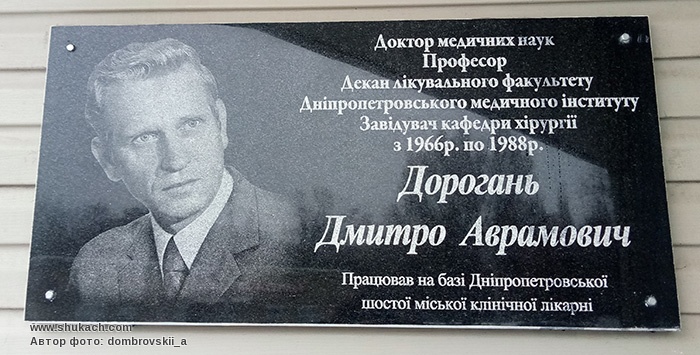 Доктор медичних наук
Професор
Декан лікувального факультету
Дніпропетровського медичного інституту
Завідувач кафедри хірургії
з 1966р. по 1988р.
Дорогань
Дмитро Аврамович
Працював на базі Дніпропетровської
шостої міської клінічної лікарні
www.shukach.com
Автор фото: dombrovskii_a